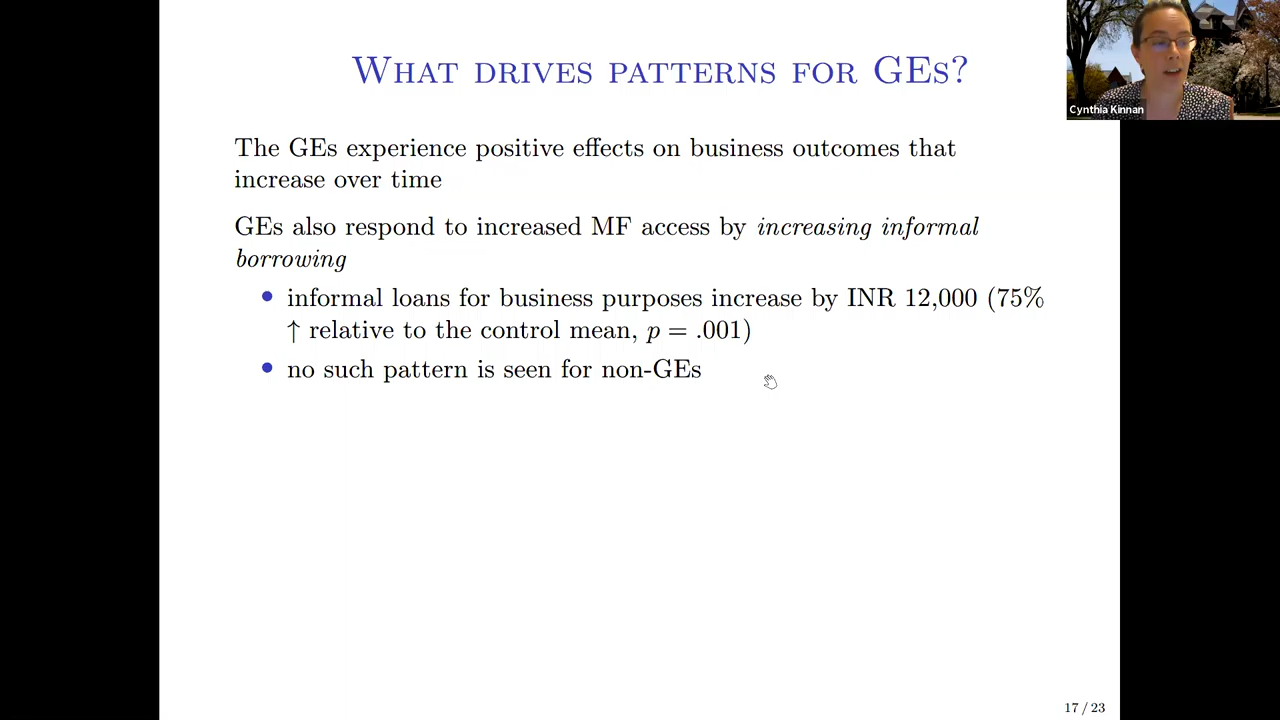 WHAT DRIVES PATTERNS FOR GES?
Cynthia Kinnan
The GEs experience positive effects on business outcomes that
increase over time
GEs also respond to increased MF access by increasing informal
borrowing
• informal loans for business purposes increase by INR 12,000 (75%
↑ relative to the control mean, p = .001)
• no such pattern is seen for non-GEs
17 / 23